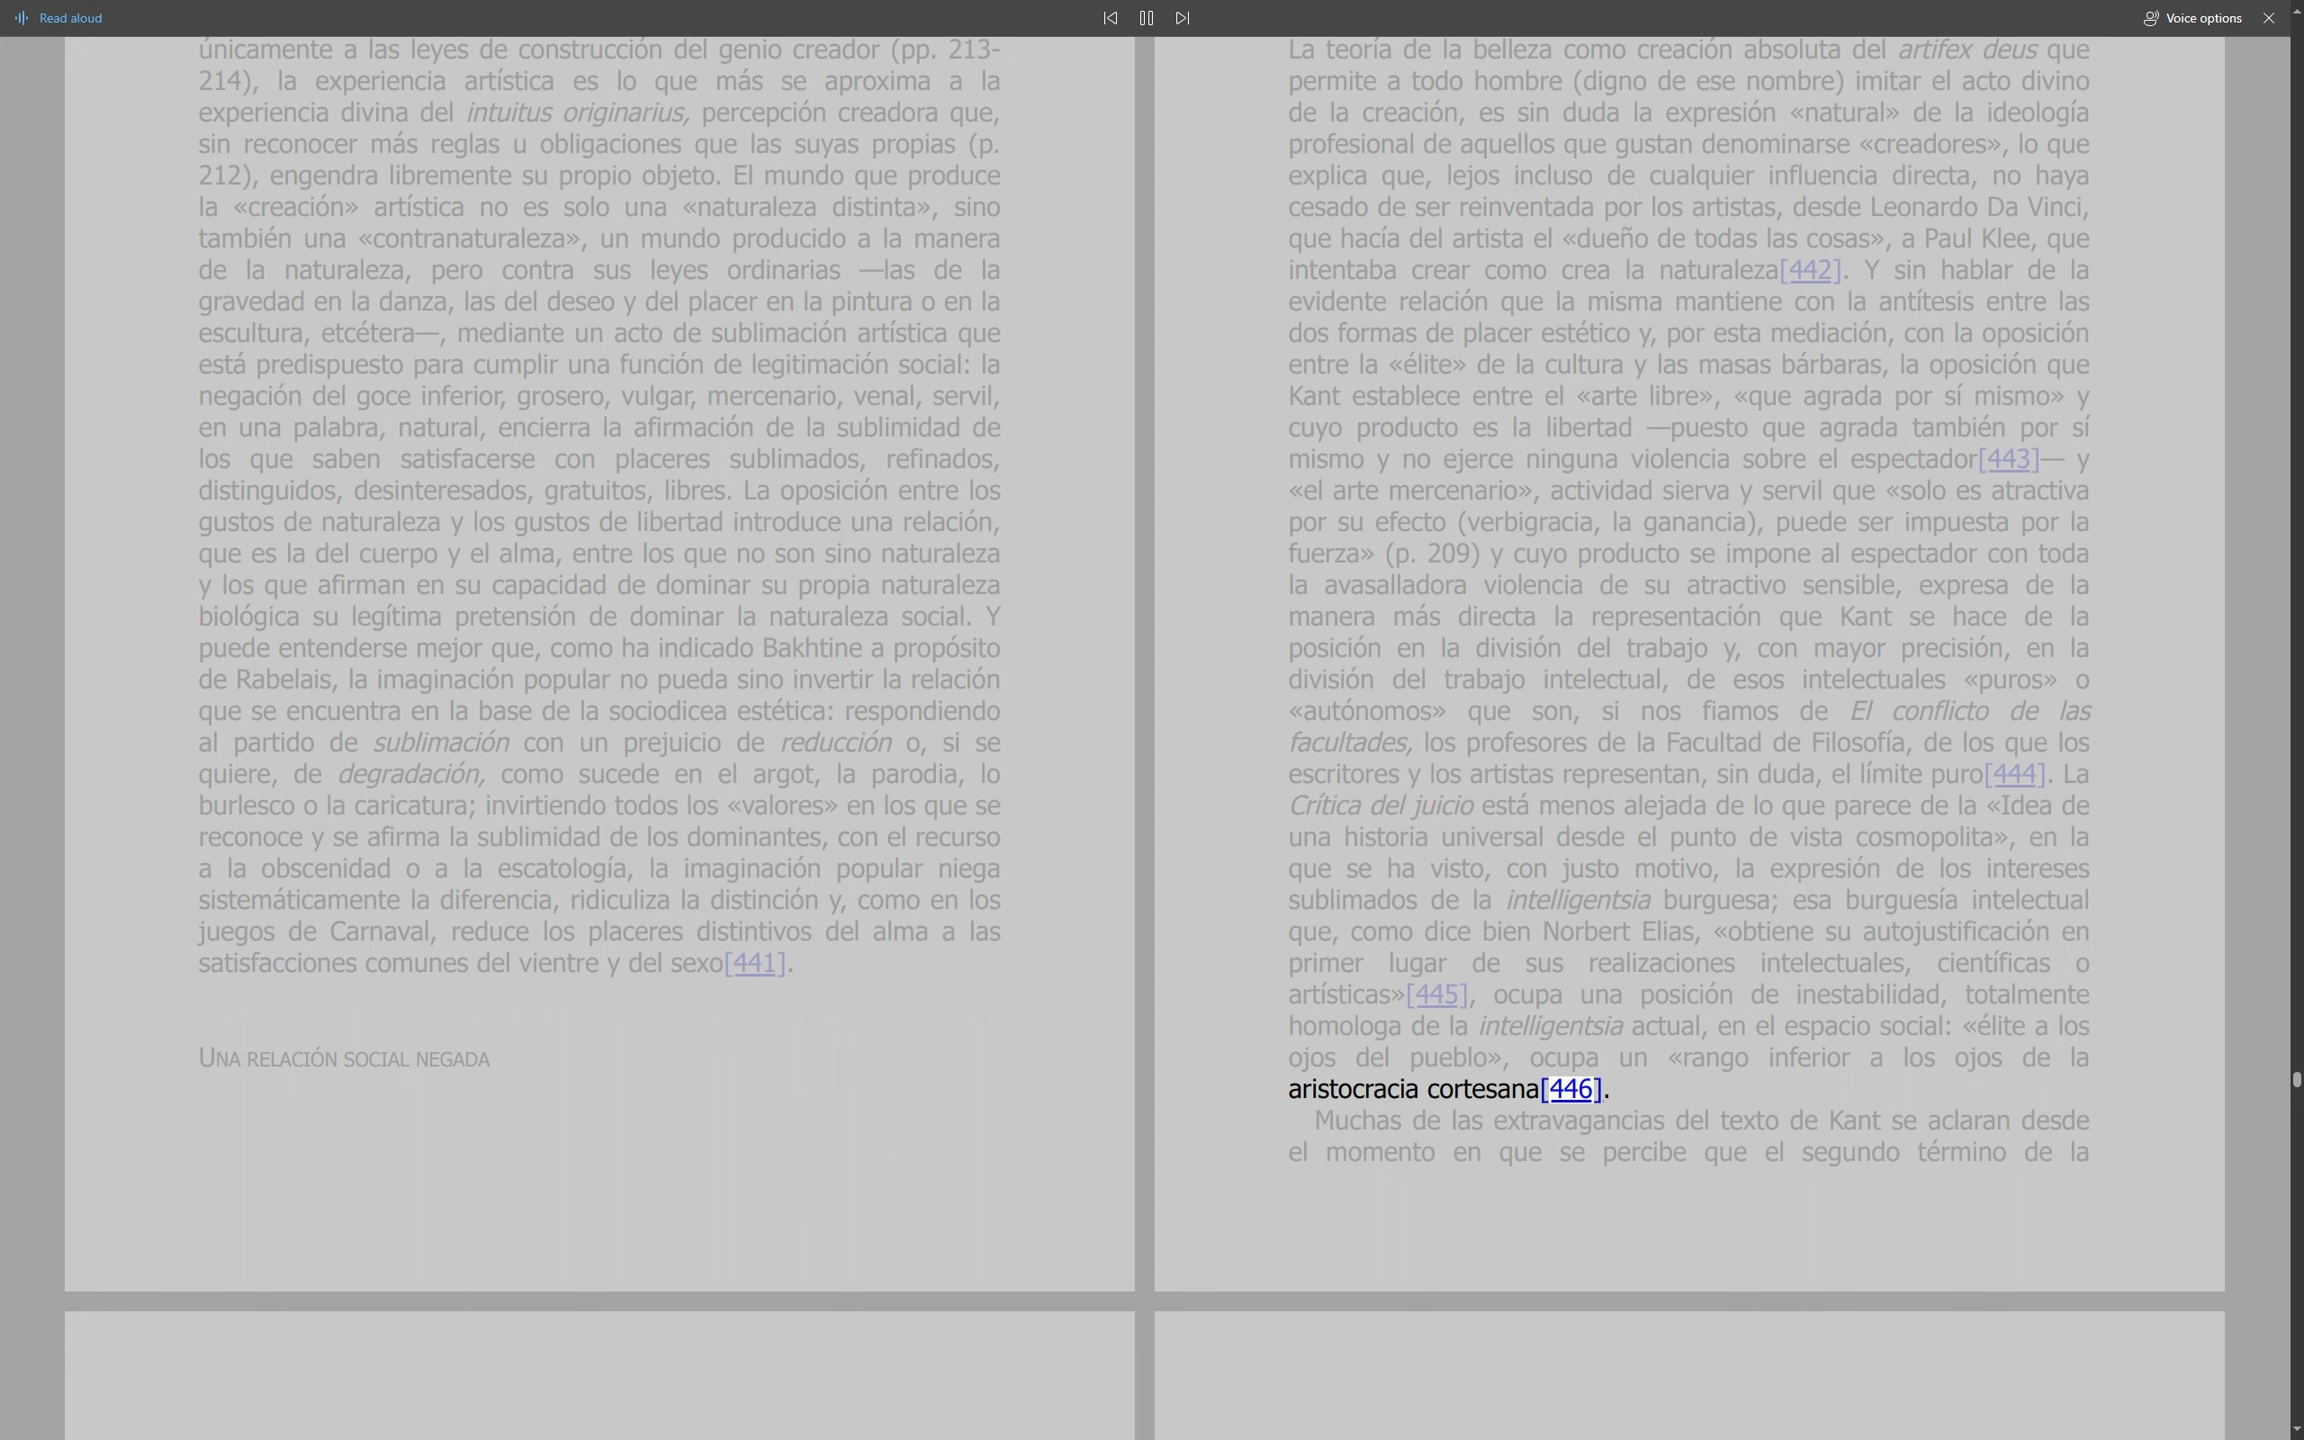 Read aloud
Voice options
únicamente a las leyes de construcción del genio creador (pp. 213-
214), la experiencia artística es lo que más se aproxima a la
experiencia divina del intuitus originarius, percepción creadora que,
sin reconocer más reglas u obligaciones que las suyas propias (p.
212), engendra libremente su propio objeto. El mundo que produce
la «creación» artística no es solo una «naturaleza distinta», sino
también una «contranaturaleza», un mundo producido a la manera
de la naturaleza, pero contra sus leyes ordinarias —las de la
gravedad en la danza, las del deseo y del placer en la pintura o en la
escultura, etcétera—, mediante un acto de sublimación artística que
está predispuesto para cumplir una función de legitimación social: la
negación del goce inferior, grosero, vulgar, mercenario, venal, servil,
en una palabra, natural, encierra la afirmación de la sublimidad de
los que saben satisfacerse con placeres sublimados, refinados,
distinguidos, desinteresados, gratuitos, libres. La oposición entre los
gustos de naturaleza y los gustos de libertad introduce una relación,
que es la del cuerpo y el alma, entre los que no son sino naturaleza
y los que afirman en su capacidad de dominar su propia naturaleza
biológica su legítima pretensión de dominar la naturaleza social. Y
puede entenderse mejor que, como ha indicado Bakhtine a propósito
de Rabelais, la imaginación popular no pueda sino invertir la relación
que se encuentra en la base de la sociodicea estética: respondiendo
al partido de sublimación con un prejuicio de reducción o, si se
quiere, de degradación, como sucede en el argot, la parodia, lo
burlesco o la caricatura; invirtiendo todos los «valores» en los que se
reconoce y se afirma la sublimidad de los dominantes, con el recurso
a la obscenidad o a la escatología, la imaginación popular niega
sistemáticamente la diferencia, ridiculiza la distinción y, como en los
juegos de Carnaval, reduce los placeres distintivos del alma a las
satisfacciones comunes del vientre y del sexo[441].
UNA RELACIÓN SOCIAL NEGADA
La teoría de la belleza como creación absoluta del artifex deus que
permite a todo hombre (digno de ese nombre) imitar el acto divino
de la creación, es sin duda la expresión «natural» de la ideología
profesional de aquellos que gustan denominarse «creadores», lo que
explica que, lejos incluso de cualquier influencia directa, no haya
cesado de ser reinventada por los artistas, desde Leonardo Da Vinci,
que hacía del artista el «dueño de todas las cosas», a Paul Klee, que
intentaba crear como crea la naturaleza[442]. Y sin hablar de la
evidente relación que la misma mantiene con la antítesis entre las
dos formas de placer estético y, por esta mediación, con la oposición
entre la «élite» de la cultura y las masas bárbaras, la oposición que
Kant establece entre el «arte libre», «que agrada por sí mismo» y
cuyo producto es la libertad —puesto que agrada también por sí
mismo y no ejerce ninguna violencia sobre el espectador[443]— y
«el arte mercenario», actividad sierva y servil que «solo es atractiva
por su efecto (verbigracia, la ganancia), puede ser impuesta por la
fuerza» (p. 209) y cuyo producto se impone al espectador con toda
la avasalladora violencia de su atractivo sensible, expresa de la
manera más directa la representación que Kant se hace de la
posición en la división del trabajo y, con mayor precisión, en la
división del trabajo intelectual, de esos intelectuales «puros» o
«autónomos» que son, si nos fiamos de El conflicto de las
facultades, los profesores de la Facultad de Filosofía, de los que los
escritores y los artistas representan, sin duda, el límite puro[444]. La
Crítica del juicio está menos alejada de lo que parece de la «Idea de
una historia universal desde el punto de vista cosmopolita», en la
que se ha visto, con justo motivo, la expresión de los intereses
sublimados de la intelligentsia burguesa; esa burguesía intelectual
que, como dice bien Norbert Elias, «obtiene su autojustificación en
primer lugar de sus realizaciones intelectuales, científicas o
artísticas»[445], ocupa una posición de inestabilidad, totalmente
homologa de la intelligentsia actual, en el espacio social: «élite a los
ojos del pueblo», ocupa un «rango inferior a los ojos de la
aristocracia cortesana[446].
Muchas de las extravagancias del texto de Kant se aclaran desde
el momento en que se percibe que el segundo término de la